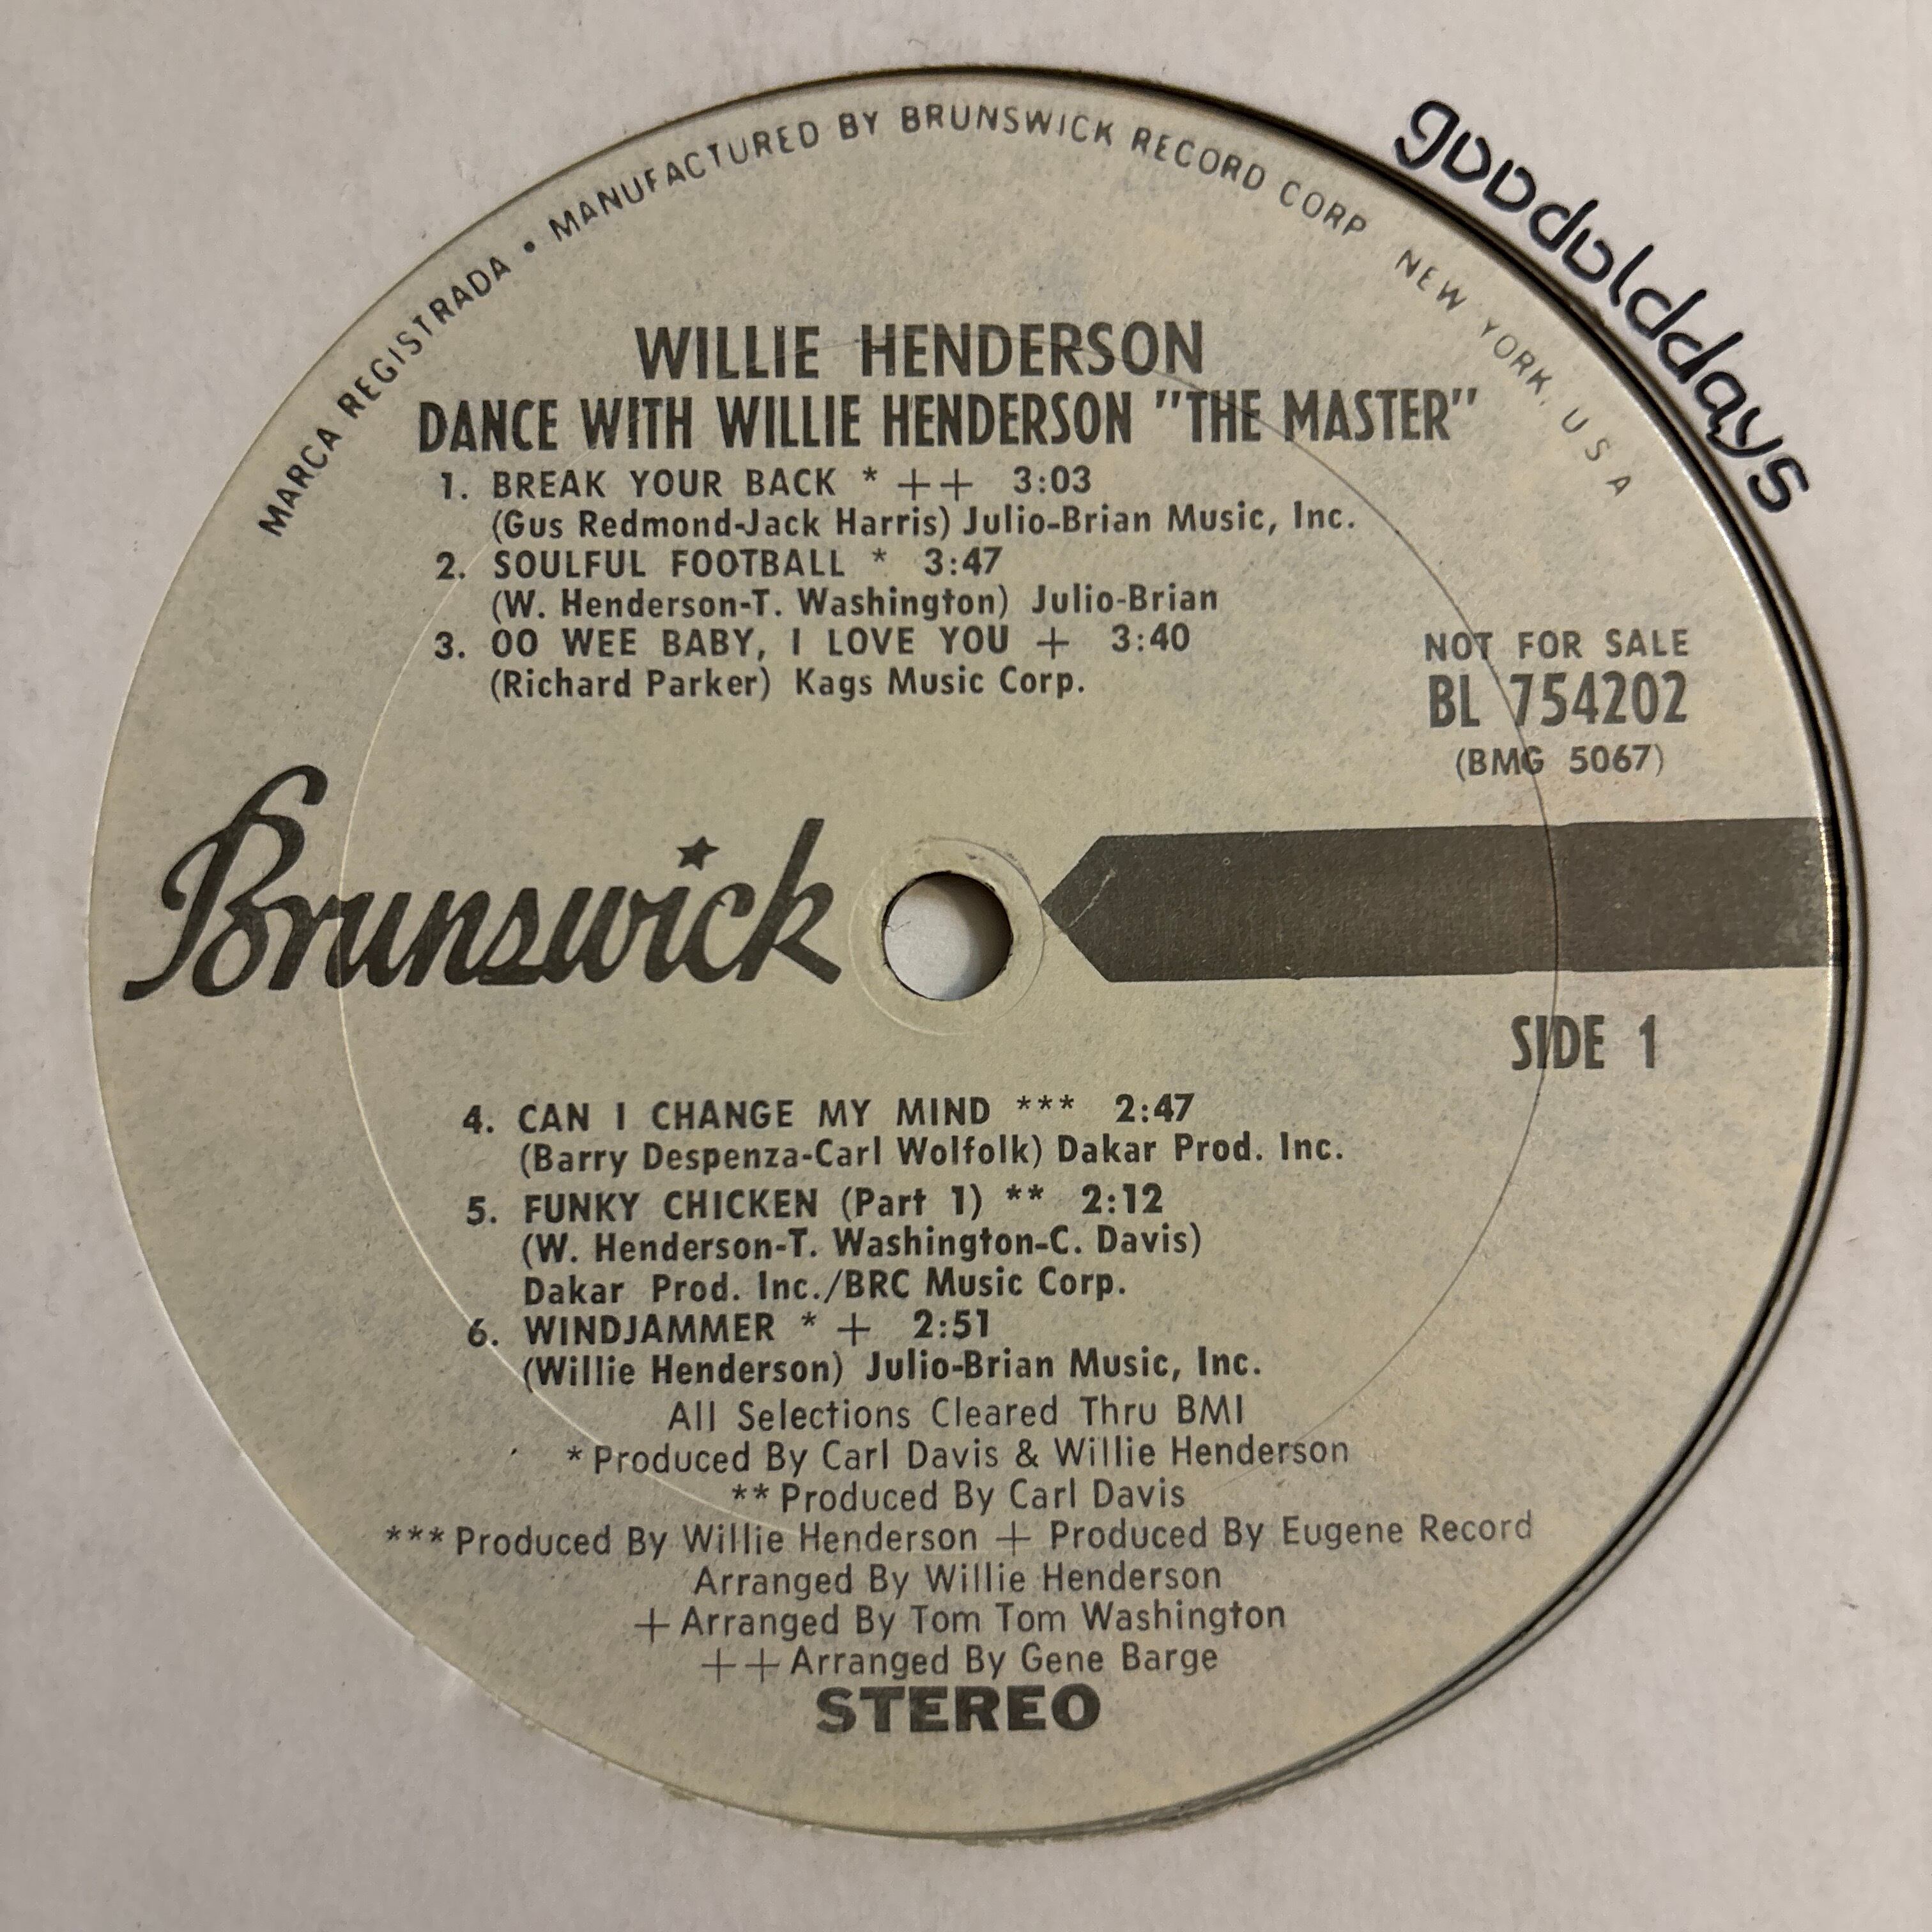 MARCA REGISTRADA • MANUFACTURED BY BRUNSWICK RECORD CORP NEW YORK, U S A
goodolddays
WILLIE HENDERSON
DANCE WITH WILLIE HENDERSON "THE MASTER"
1. BREAK YOUR BACK * ++ 3:03
(Gus Redmond-Jack Harris) Julio-Brian Music, Inc.
2. SOULFUL FOOTBALL * 3:47
(W. Henderson-T. Washington) Julio-Brian
3. OO WEE BABY, I LOVE YOU + 3:40
(Richard Parker) Kags Music Corp.
NOT FOR SALE
BL 754202
(BMG 5067)
Brunswick
SIDE 1
4. CAN I CHANGE MY MIND *** 2:47
(Barry Despenza-Carl Wolfolk) Dakar Prod. Inc.
5. FUNKY CHICKEN (Part 1) ** 2:12
(W. Henderson-T. Washington-C. Davis)
Dakar Prod. Inc./BRC Music Corp.
6. WINDJAMMER * + 2:51
(Willie Henderson) Julio-Brian Music, Inc.
All Selections Cleared Thru BMI
* Produced By Carl Davis & Willie Henderson
** Produced By Carl Davis
*** Produced By Willie Henderson + Produced By Eugene Record
Arranged By Willie Henderson
+ Arranged By Tom Tom Washington
++ Arranged By Gene Barge
STEREO